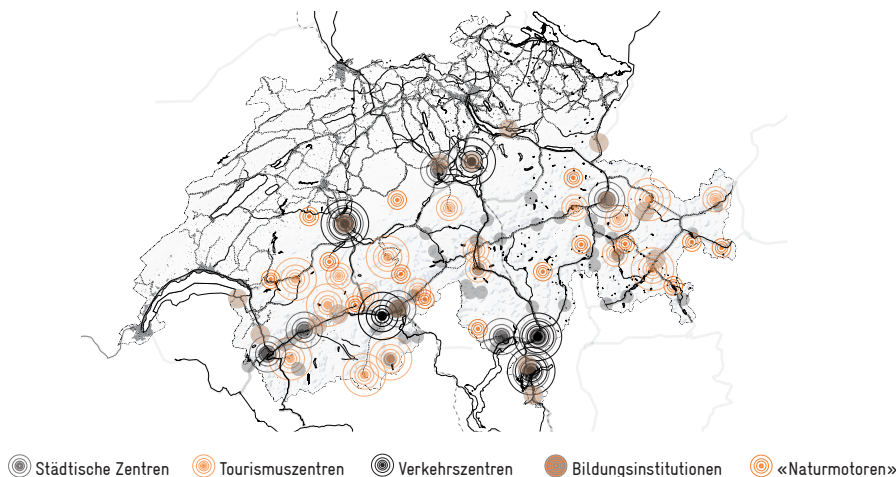 Städtische Zentren
Tourismuszentren
Verkehrszentren
Bildungsinstitutionen
«Naturmotoren»